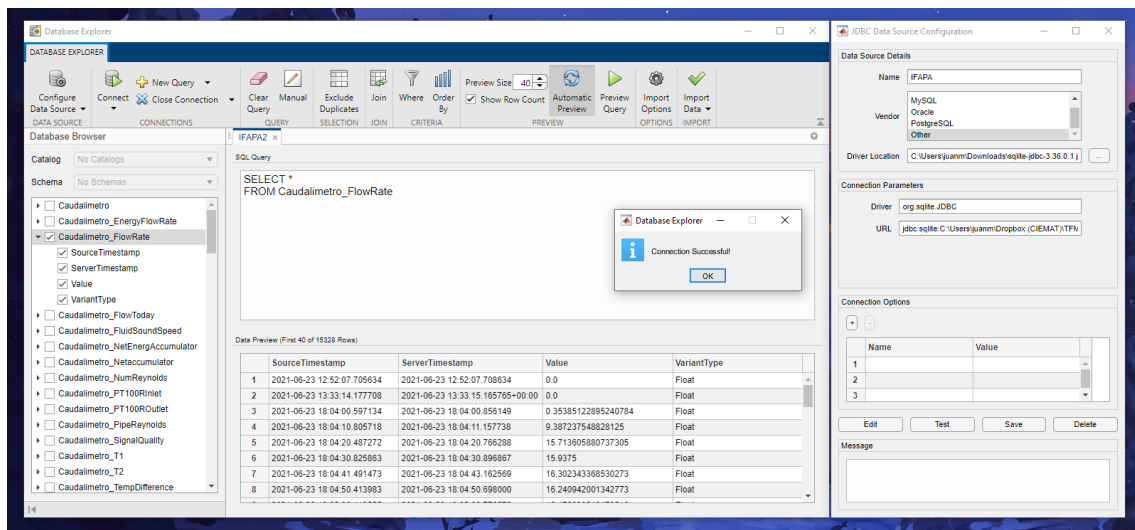 Database Explorer
DATABASE EXPLORER
Configure Data Source
Connect
New Query
Close Connection
Clear Query
Manual
Exclude Duplicates
Join
Where
Order By
Preview Size 40
Show Row Count
Automatic Preview
Preview Query
Import Options
Import Data
DATA SOURCE CONNECTIONS QUERY SELECTION JOIN CRITERIA PREVIEW OPTIONS IMPORT
Database Browser
Catalog No Catalogs
Schema No Schemas
Caudalimetro
Caudalimetro_EnergyFlowRate
Caudalimetro_FlowRate
SourceTimestamp
ServerTimestamp
Value
VariantType
Caudalimetro_FlowToday
Caudalimetro_FluidSoundSpeed
Caudalimetro_NetEnergAccumulator
Caudalimetro_Netaccumulator
Caudalimetro_NumReynolds
Caudalimetro_PT100RInlet
Caudalimetro_PT100ROutlet
Caudalimetro_PipeReynolds
Caudalimetro_SignalQuality
Caudalimetro_T1
Caudalimetro_T2
Caudalimetro_TempDifference
IFAPA2
SQL Query
SELECT *
FROM Caudalimetro_FlowRate
Database Explorer
Connection Successful!
OK
Data Preview (First 40 of 15328 Rows)
SourceTimestamp ServerTimestamp Value VariantType
1 2021-06-23 12:52:07.705634 2021-06-23 12:52:07.708634 0.0 Float
2 2021-06-23 13:33:14.177708 2021-06-23 13:33:15.165765+00:00 0.0 Float
3 2021-06-23 18:04:00.597134 2021-06-23 18:04:00.856149 0.35385122895240784 Float
4 2021-06-23 18:04:10.805718 2021-06-23 18:04:11.157738 9.387237548828125 Float
5 2021-06-23 18:04:20.487272 2021-06-23 18:04:20.766288 15.713605880737305 Float
6 2021-06-23 18:04:30.825863 2021-06-23 18:04:30.896867 15.9375 Float
7 2021-06-23 18:04:41.491473 2021-06-23 18:04:43.162569 16.302343368530273 Float
8 2021-06-23 18:04:50.413983 2021-06-23 18:04:50.698000 16.240942001342773 Float
JDBC Data Source Configuration
Data Source Details
Name IFAPA
Vendor
MySQL
Oracle
PostgreSQL
Other
Driver Location C:\Users\juanm\Downloads\sqlite-jdbc-3.36.0.1.j ...
Connection Parameters
Driver org.sqlite.JDBC
URL jdbc:sqlite:C:\Users\juanm\Dropbox (CIEMAT)\TFM
Connection Options
+ -
Name Value
1
2
3
Edit Test Save Delete
Message